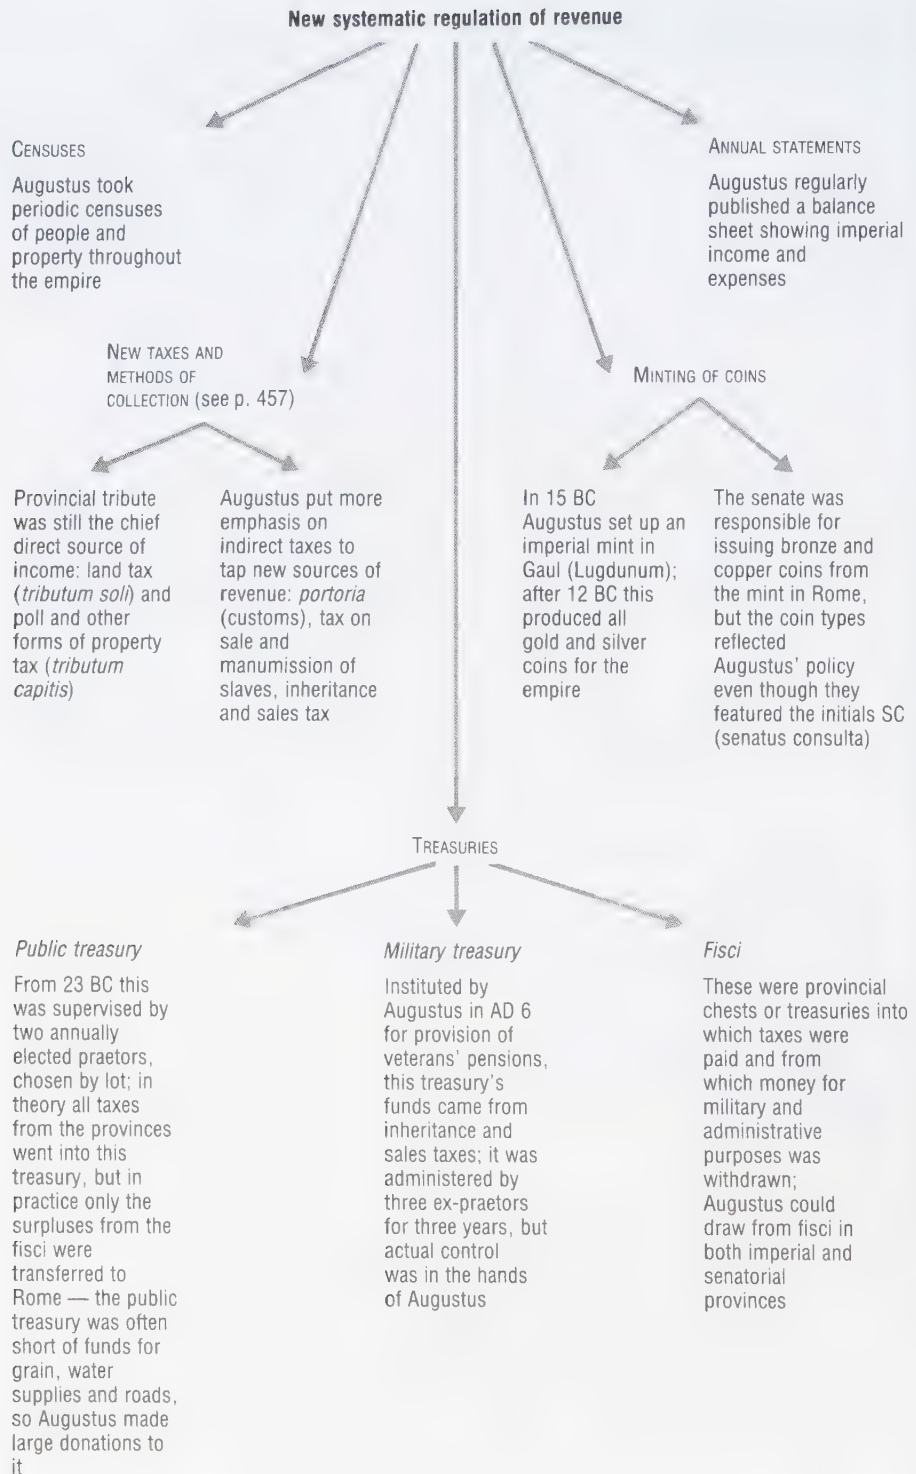 New systematic regulation of revenue
CENSUSES
Augustus took
periodic censuses
of people and
property throughout
the empire
ANNUAL STATEMENTS
Augustus regularly
published a balance
sheet showing imperial
income and
expenses
NEW TAXES AND
METHODS OF
COLLECTION (see p. 457)
MINTING OF COINS
Provincial tribute
was still the chief
direct source of
income: land tax
(tributum soli) and
poll and other
forms of property
tax (tributum
capitis)
Augustus put more
emphasis on
indirect taxes to
tap new sources of
revenue: portoria
(customs), tax on
sale and
manumission of
slaves, inheritance
and sales tax
In 15 BC
Augustus set up an
imperial mint in
Gaul (Lugdunum);
after 12 BC this
produced all
gold and silver
coins for the
empire
The senate was
responsible for
issuing bronze and
copper coins from
the mint in Rome,
but the coin types
reflected
Augustus' policy
even though they
featured the initials SC
(senatus consulta)
TREASURIES
Public treasury
From 23 BC this
was supervised by
two annually
elected praetors,
chosen by lot; in
theory all taxes
from the provinces
went into this
treasury, but in
practice only the
surpluses from the
fisci were
transferred to
Rome — the public
treasury was often
short of funds for
grain, water
supplies and roads,
so Augustus made
large donations to
it
Military treasury
Instituted by
Augustus in AD 6
for provision of
veterans' pensions,
this treasury's
funds came from
inheritance and
sales taxes; it was
administered by
three ex-praetors
for three years, but
actual control
was in the hands
of Augustus
Fisci
These were provincial
chests or treasuries into
which taxes were
paid and from
which money for
military and
administrative
purposes was
withdrawn;
Augustus could
draw from fisci in
both imperial and
senatorial
provinces